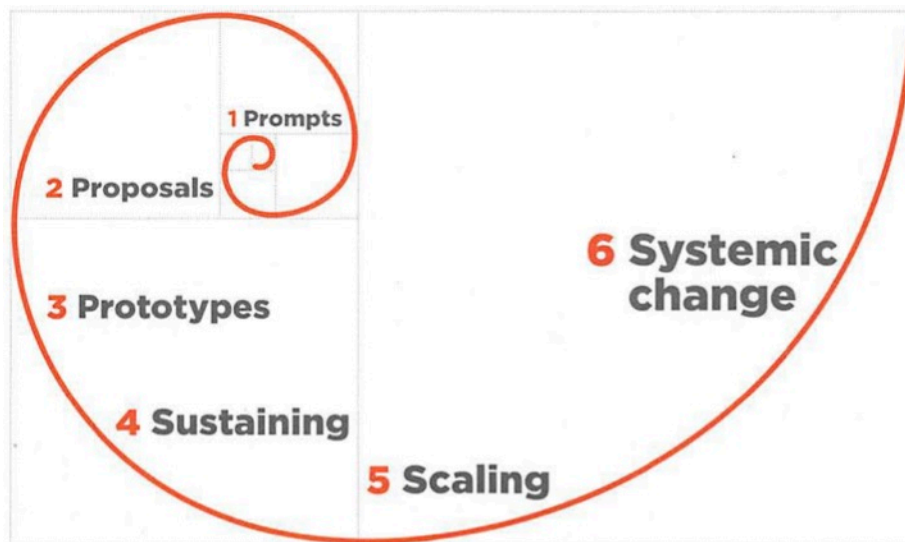 1 Prompts
2 Proposals
3 Prototypes
4 Sustaining
5 Scaling
6 Systemic
change